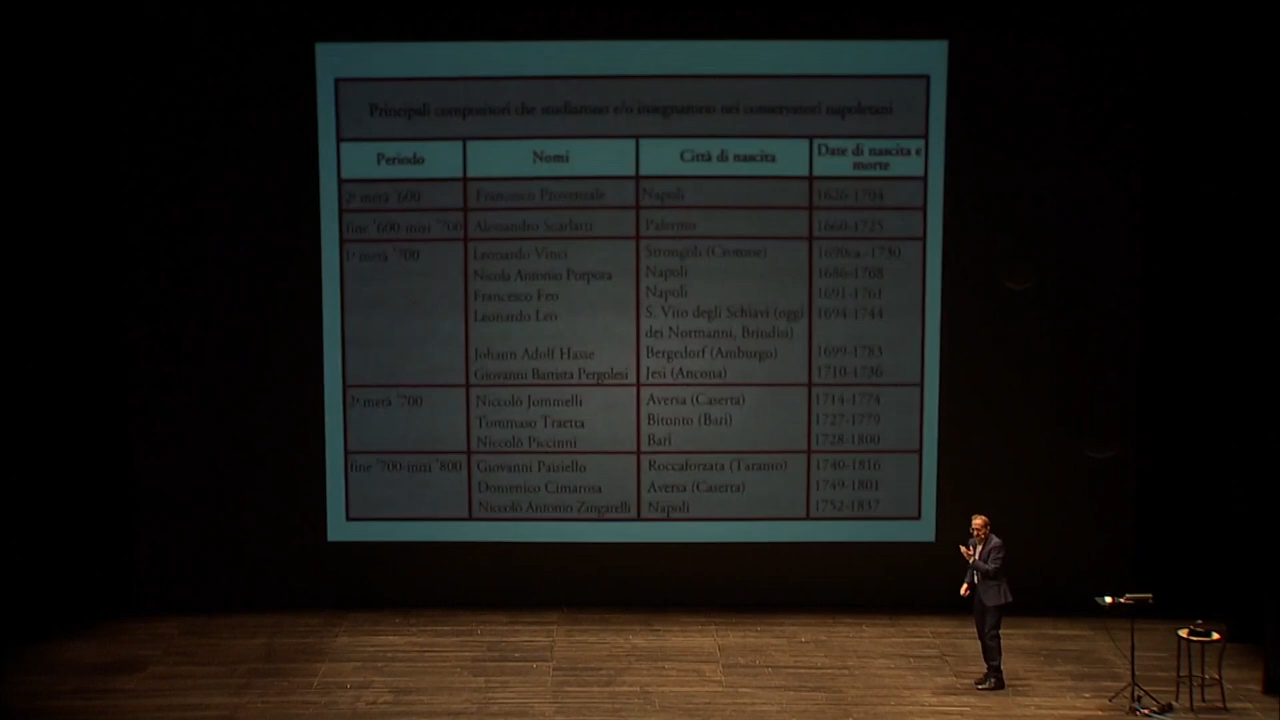 Principali compositori che studiarono e/o insegnarono nei conservatori napoletani
Periodo Nomi Città di nascita Date di nascita e morte
2ª metà '600 Francesco Provenzale Napoli 1626-1704
fine '600-inizi '700 Alessandro Scarlatti Palermo 1660-1725
1ª metà '700 Leonardo Vinci Strongoli (Crotone) 1690ca.-1730
Nicola Antonio Porpora Napoli 1686-1768
Francesco Feo Napoli 1691-1761
Leonardo Leo S. Vito degli Schiavi (oggi 1694-1744
dei Normanni, Brindisi)
Johann Adolf Hasse Bergedorf (Amburgo) 1699-1783
Giovanni Battista Pergolesi Jesi (Ancona) 1710-1736
2ª metà '700 Niccolò Jommelli Aversa (Caserta) 1714-1774
Tommaso Traetta Bitonto (Bari) 1727-1779
Niccolò Piccinni Bari 1728-1800
fine '700-inizi '800 Giovanni Paisiello Roccaforzata (Taranto) 1740-1816
Domenico Cimarosa Aversa (Caserta) 1749-1801
Niccolò Antonio Zingarelli Napoli 1752-1837